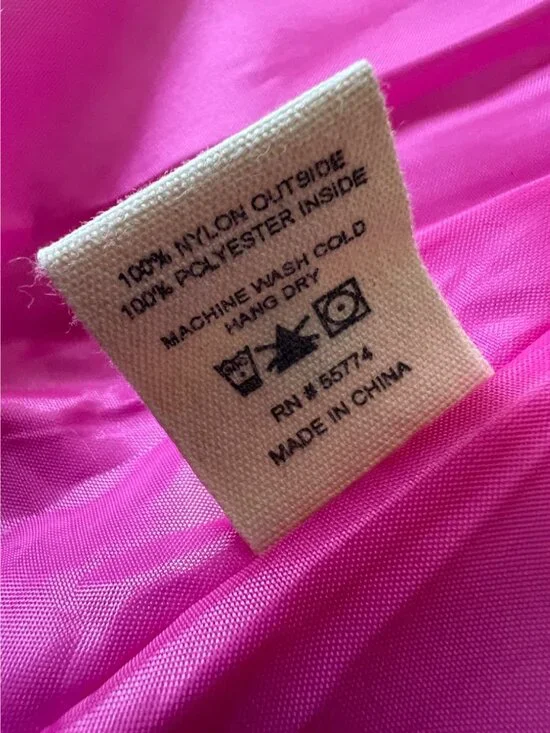 100% NYLON OUTSIDE
100% POLYESTER INSIDE
MACHINE WASH COLD
HANG DRY
RN # 55774
MADE IN CHINA